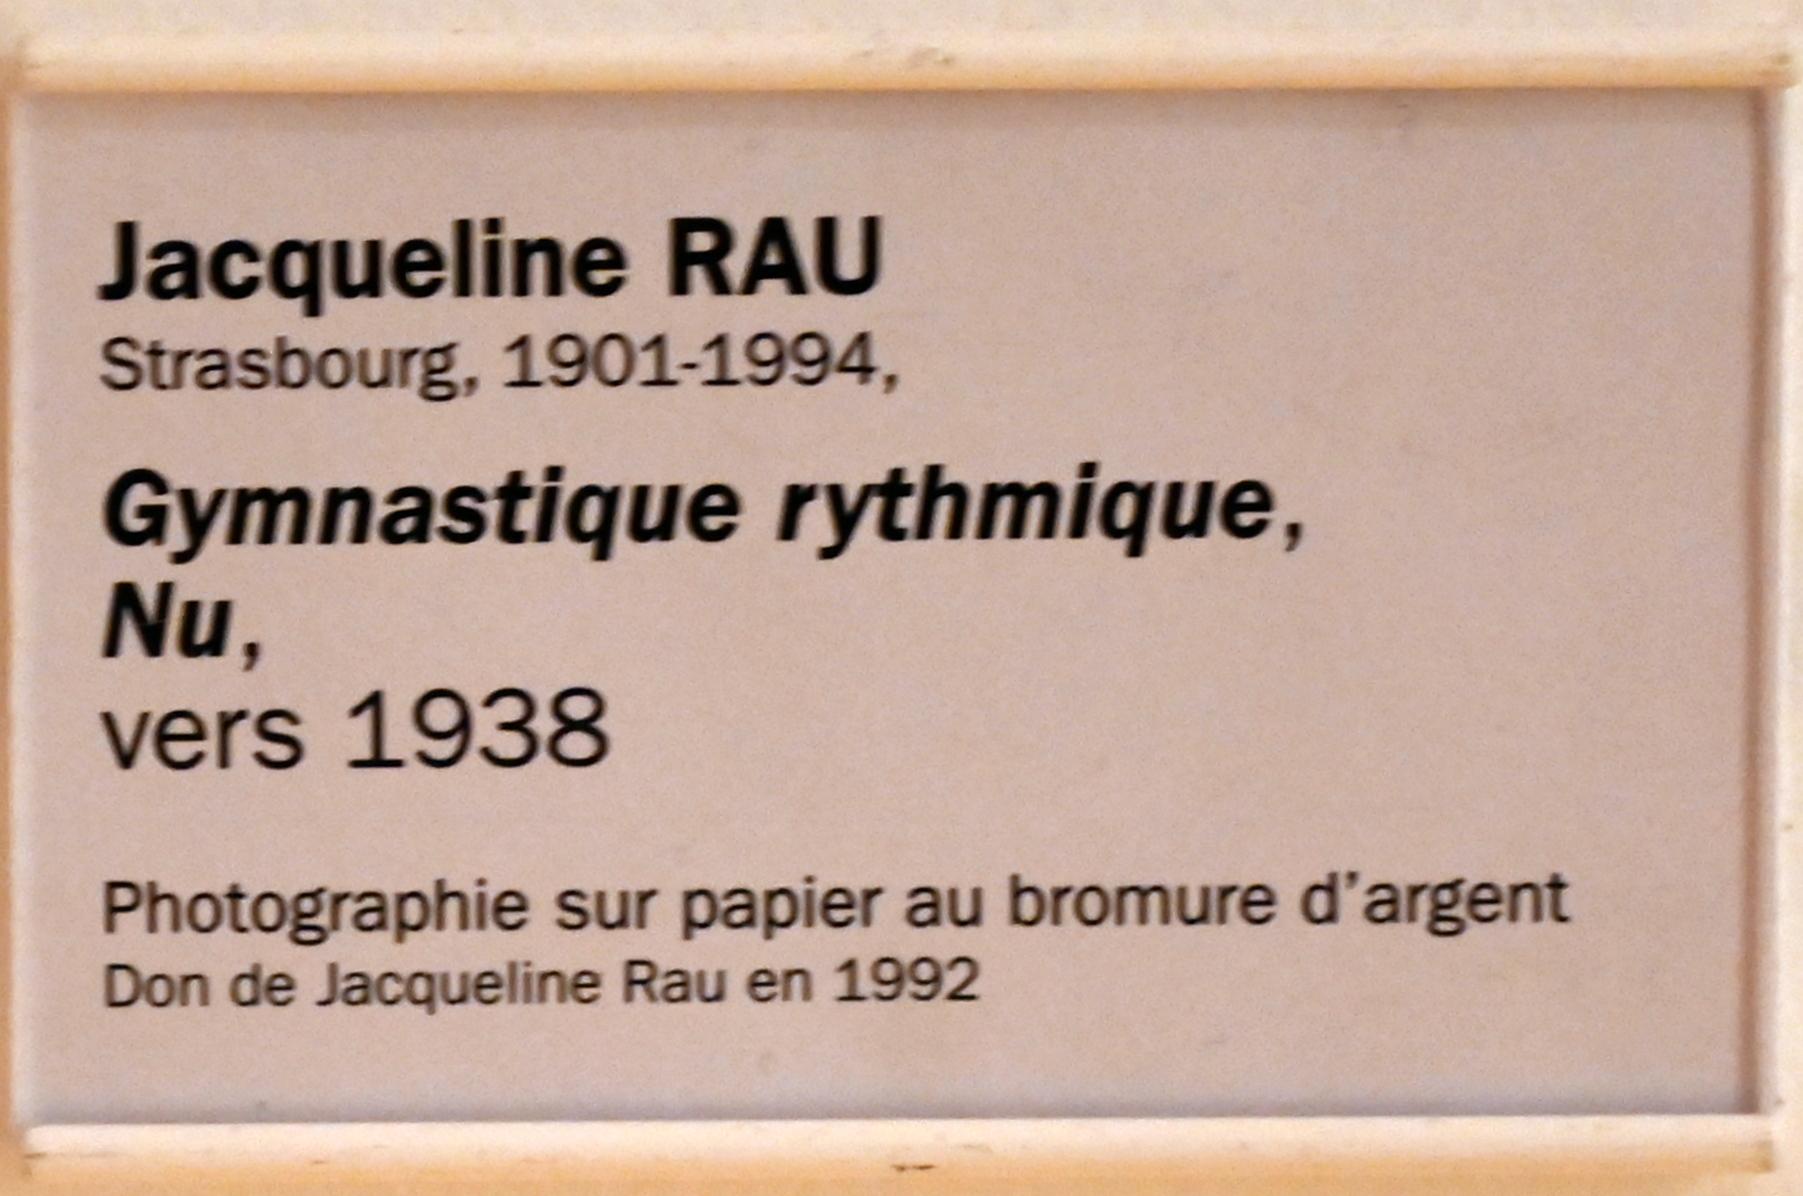 Jacqueline RAU
Strasbourg, 1901-1994,
Gymnastique rythmique,
Nu,
vers 1938
Photographie sur papier au bromure d’argent
Don de Jacqueline Rau en 1992